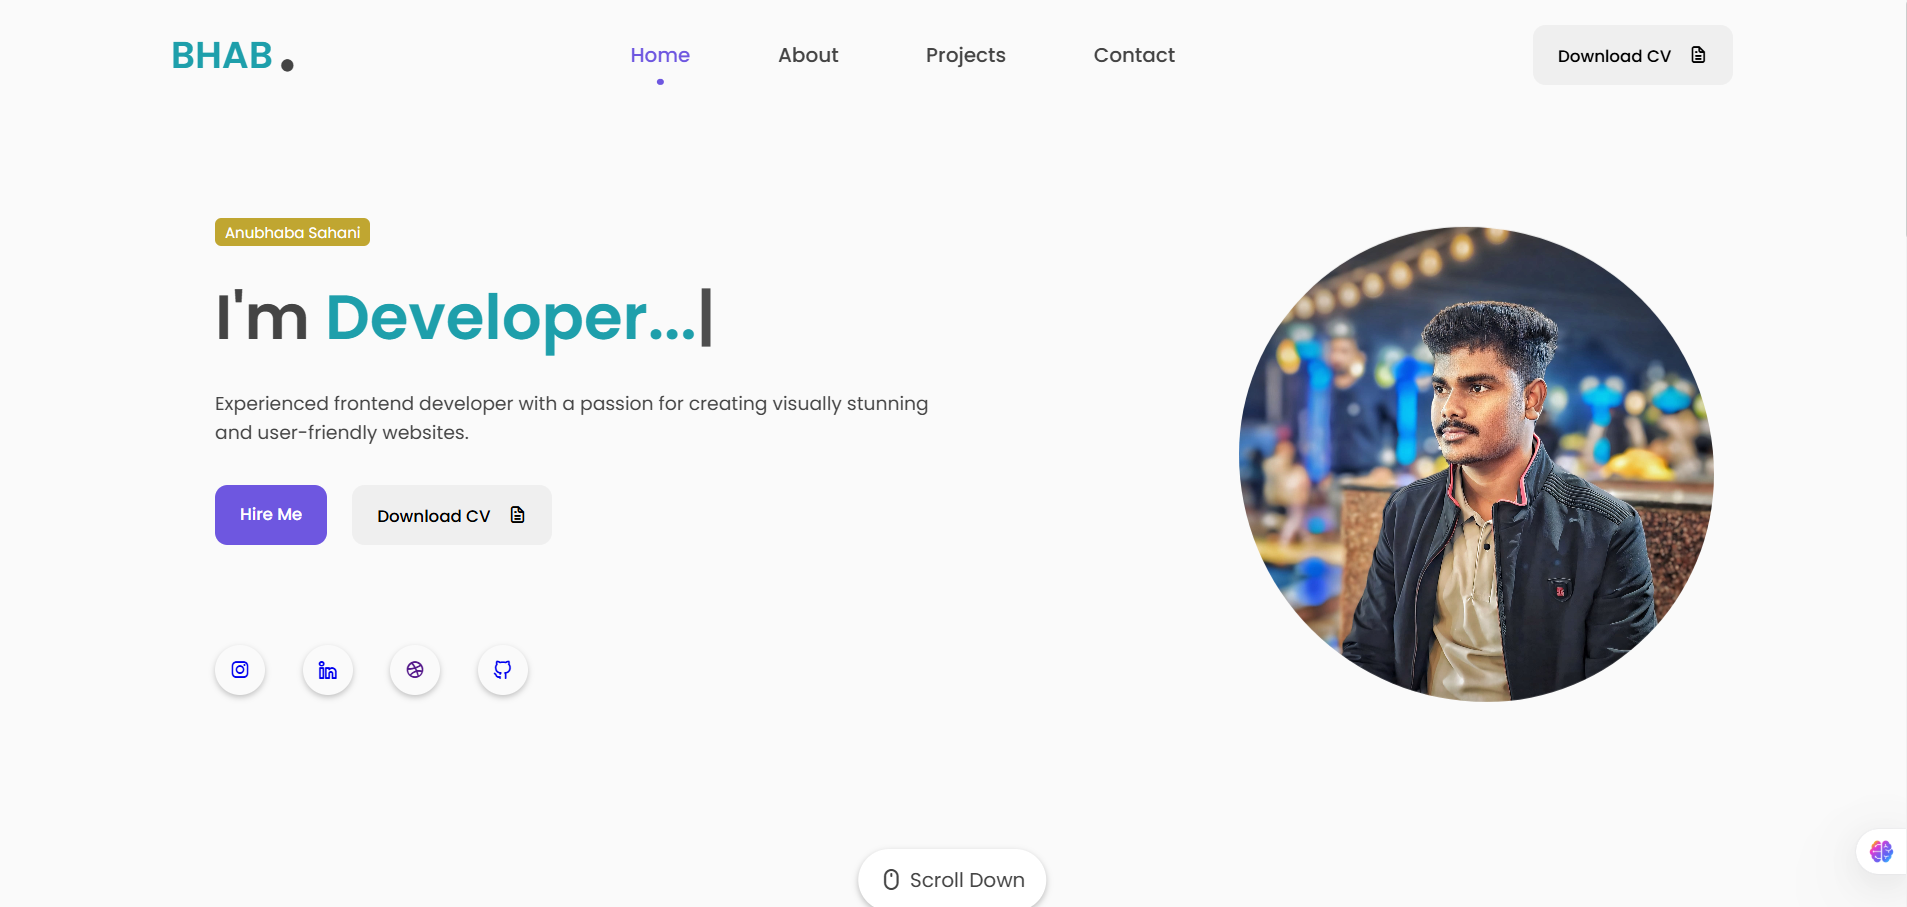 BHAB.
Home
About
Projects
Contact
Download CV
Anubhaba Sahani
I'm Developer...|
Experienced frontend developer with a passion for creating visually stunning
and user-friendly websites.
Hire Me
Download CV
Scroll Down